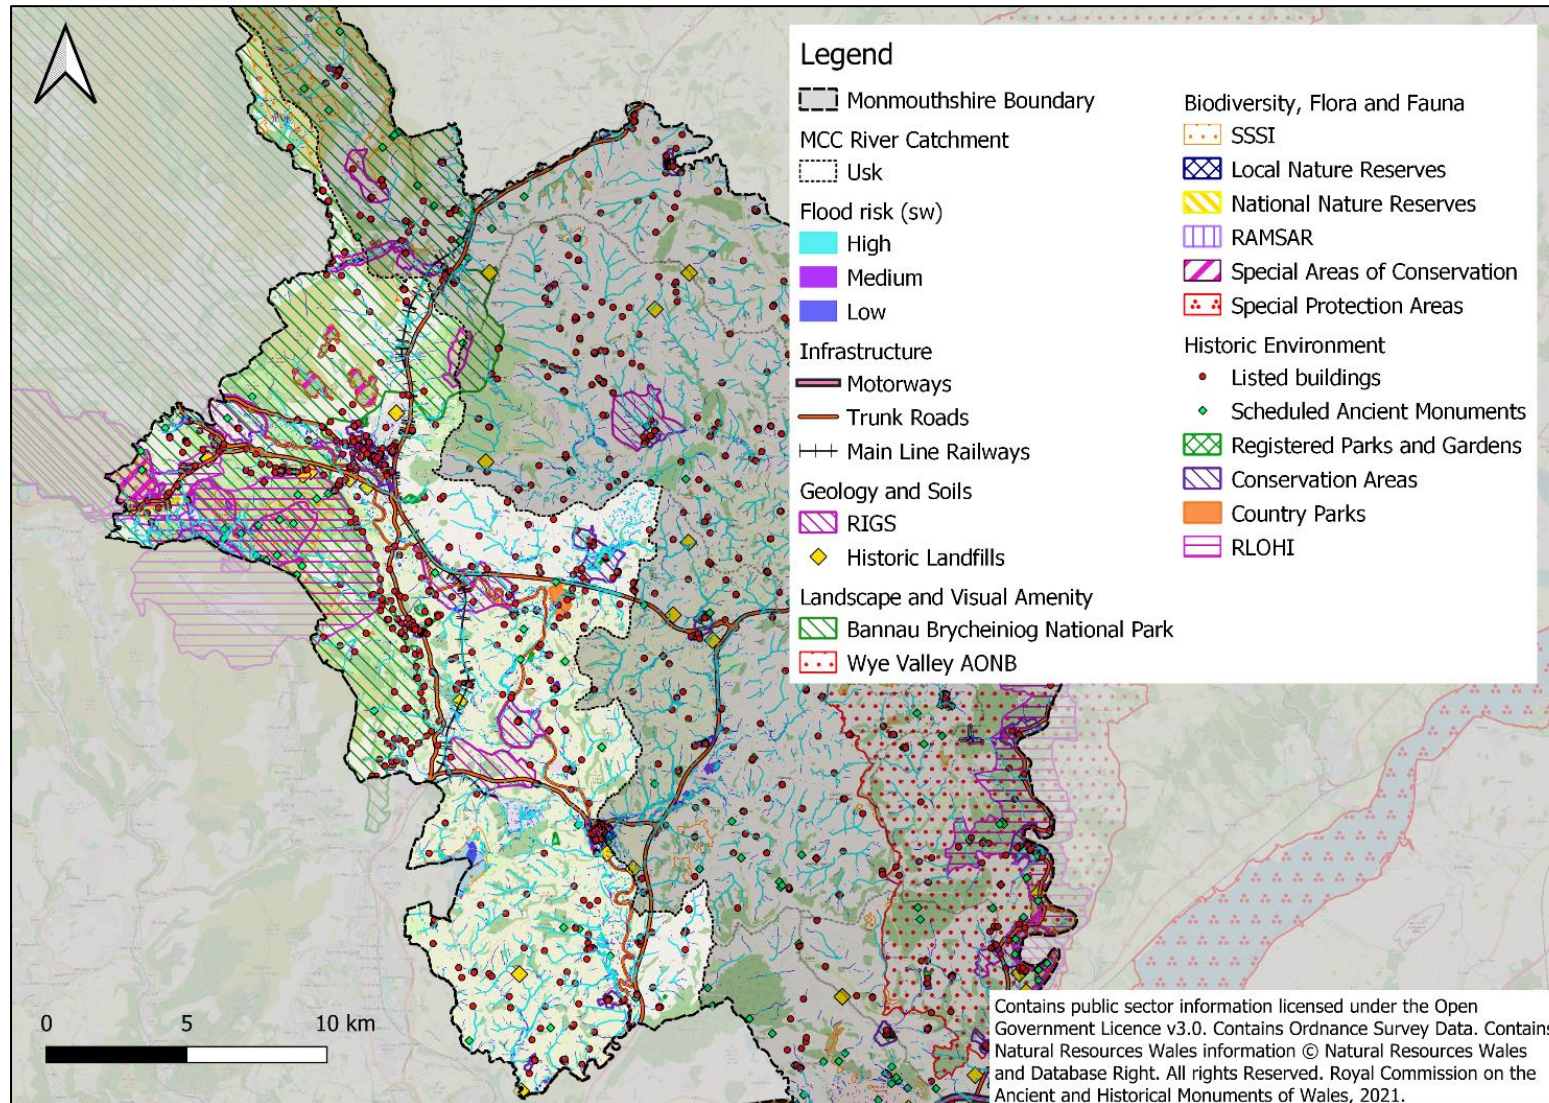 Legend
Monmouthshire Boundary
MCC River Catchment
Usk
Flood risk (sw)
High
Medium
Low
Infrastructure
Motorways
Trunk Roads
Main Line Railways
Geology and Soils
RIGS
Historic Landfills
Landscape and Visual Amenity
Bannau Brycheiniog National Park
Wye Valley AONB
Biodiversity, Flora and Fauna
SSSI
Local Nature Reserves
National Nature Reserves
RAMSAR
Special Areas of Conservation
Special Protection Areas
Historic Environment
Listed buildings
Scheduled Ancient Monuments
Registered Parks and Gardens
Conservation Areas
Country Parks
RLOHI
0 5 10 km
Contains public sector information licensed under the Open
Government Licence v3.0. Contains Ordnance Survey Data. Contains
Natural Resources Wales information © Natural Resources Wales
and Database Right. All rights Reserved. Royal Commission on the
Ancient and Historical Monuments of Wales, 2021.